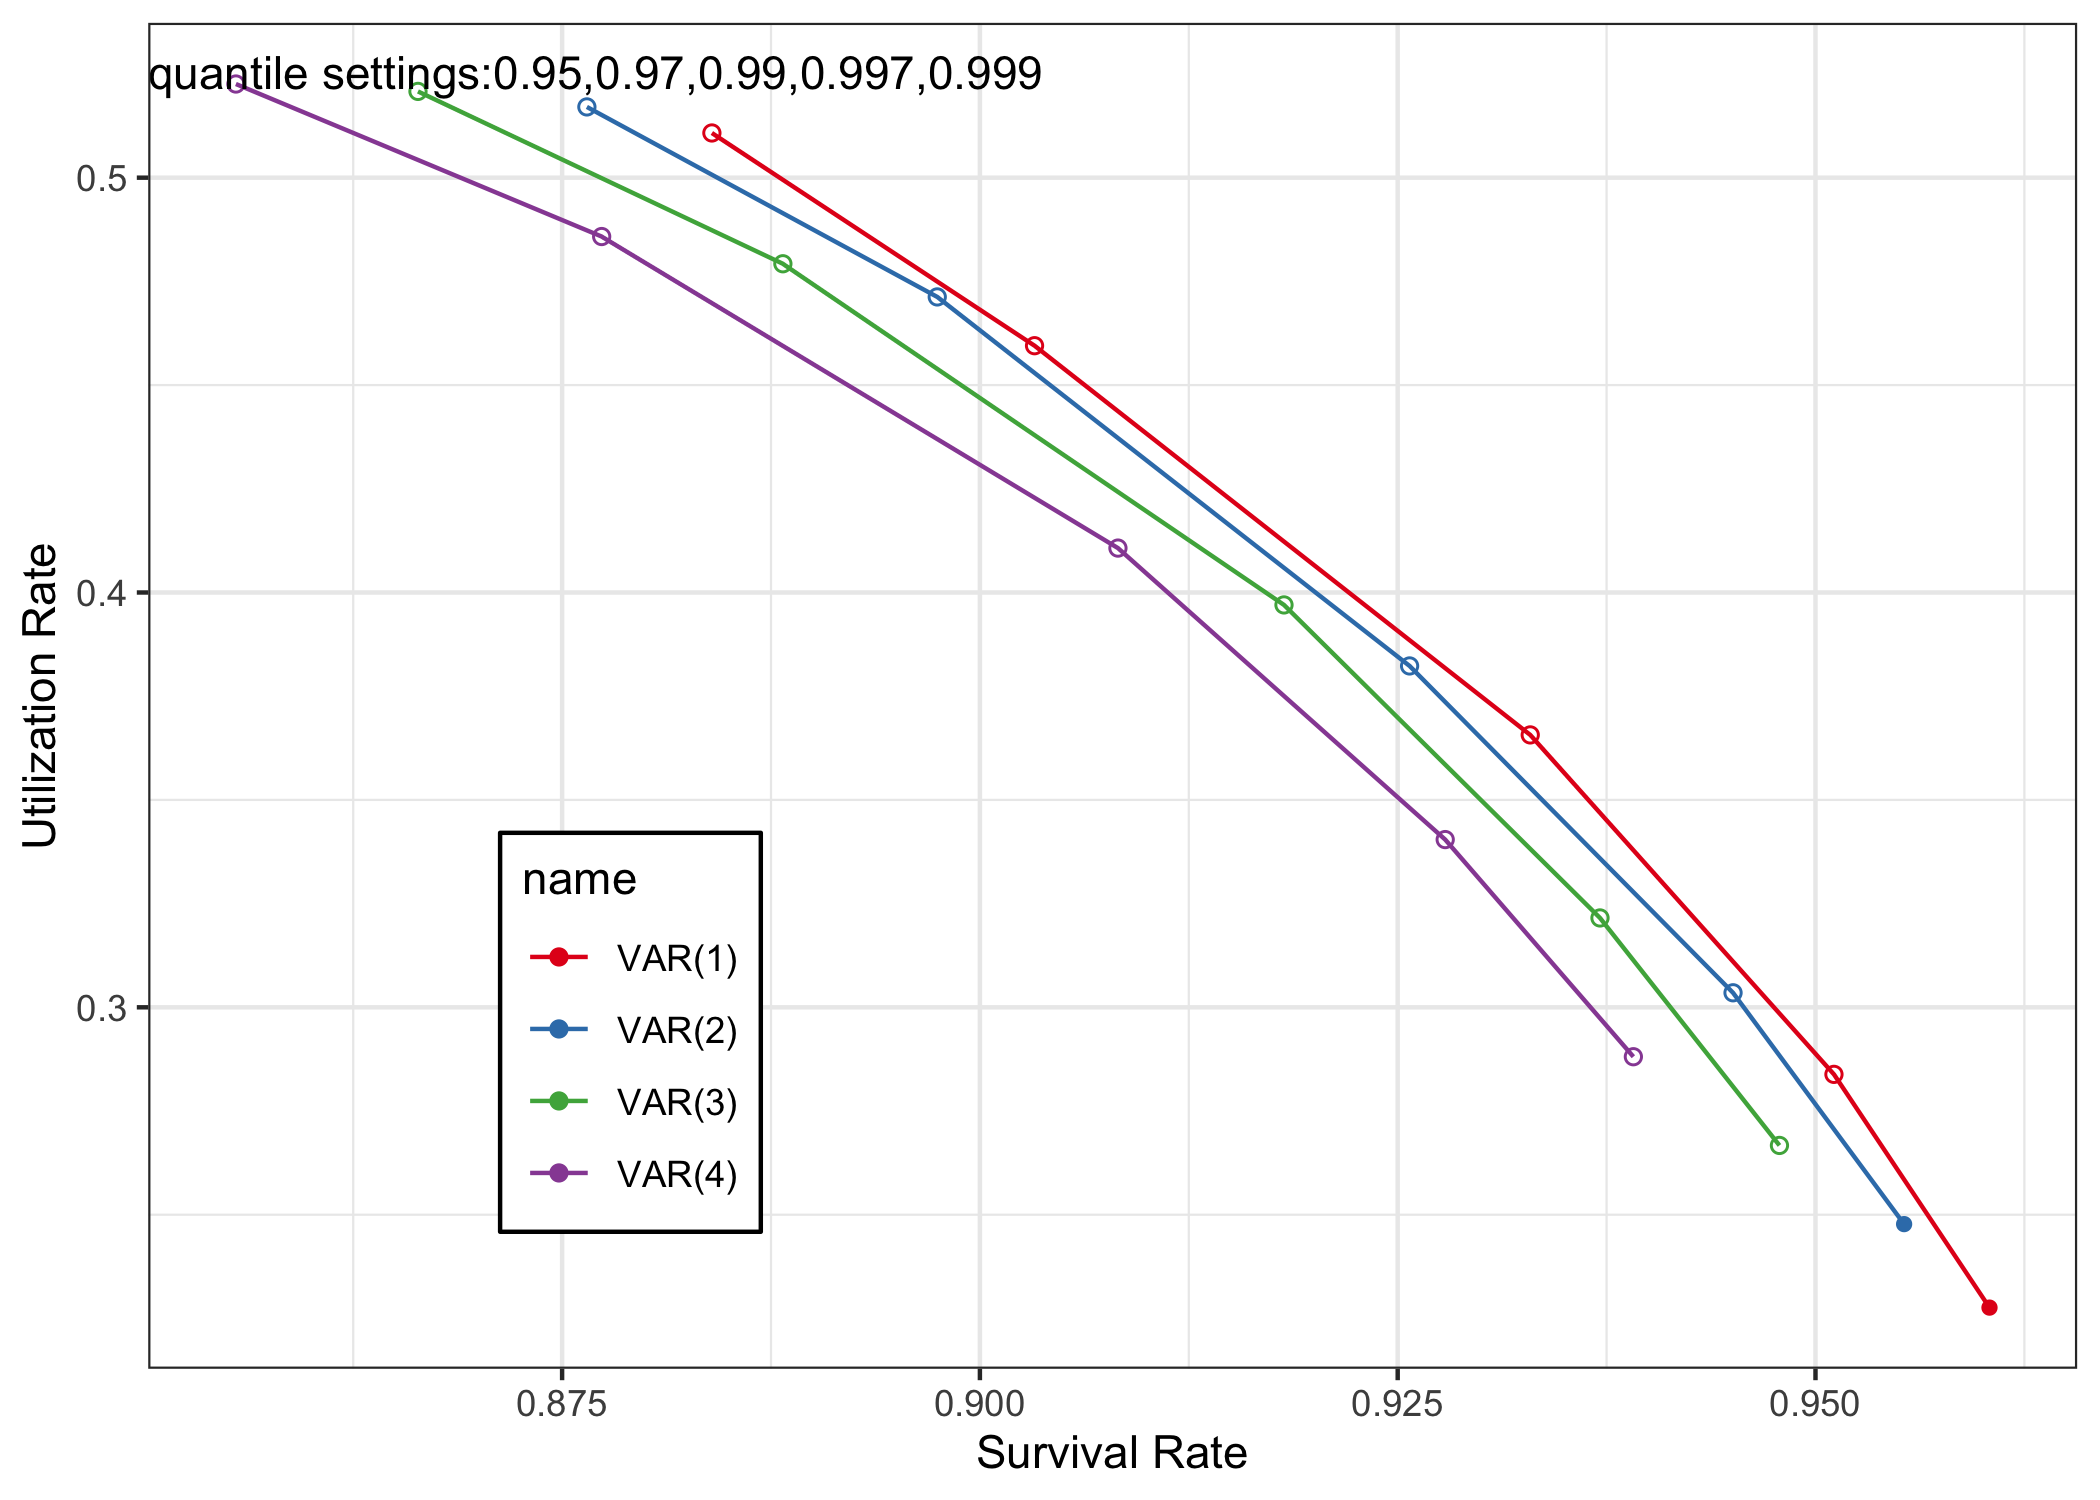 quantile settings:0.95,0.97,0.99,0.997,0.999
0.5
0.4
0.3
Utilization Rate
name
VAR(1)
VAR(2)
VAR(3)
VAR(4)
0.875 0.900 0.925 0.950
Survival Rate